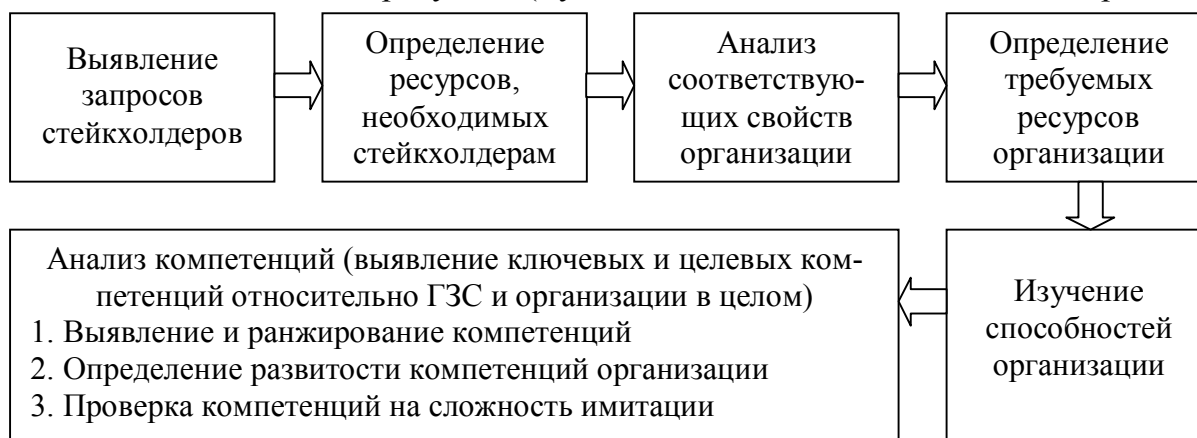 Выявление
запросов
стейкхолдеров
Определение
ресурсов,
необходимых
стейкхолдерам
Анализ
соответствую-
щих свойств
организации
Определение
требуемых
ресурсов
организации
Изучение
способностей
организации
Анализ компетенций (выявление ключевых и целевых ком-
петенций относительно ГЗС и организации в целом)
1. Выявление и ранжирование компетенций
2. Определение развитости компетенций организации
3. Проверка компетенций на сложность имитации